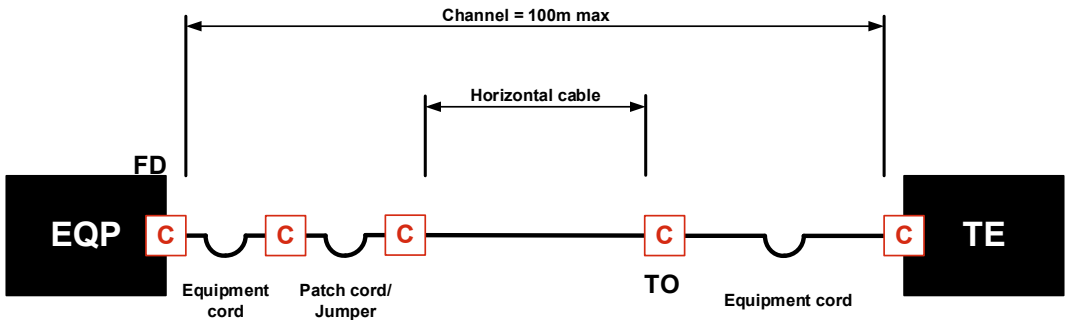 Channel = 100m max
Horizontal cable
FD
EQP
C
C
C
C
C
TE
TO
Equipment
cord
Patch cord/
Jumper
Equipment cord